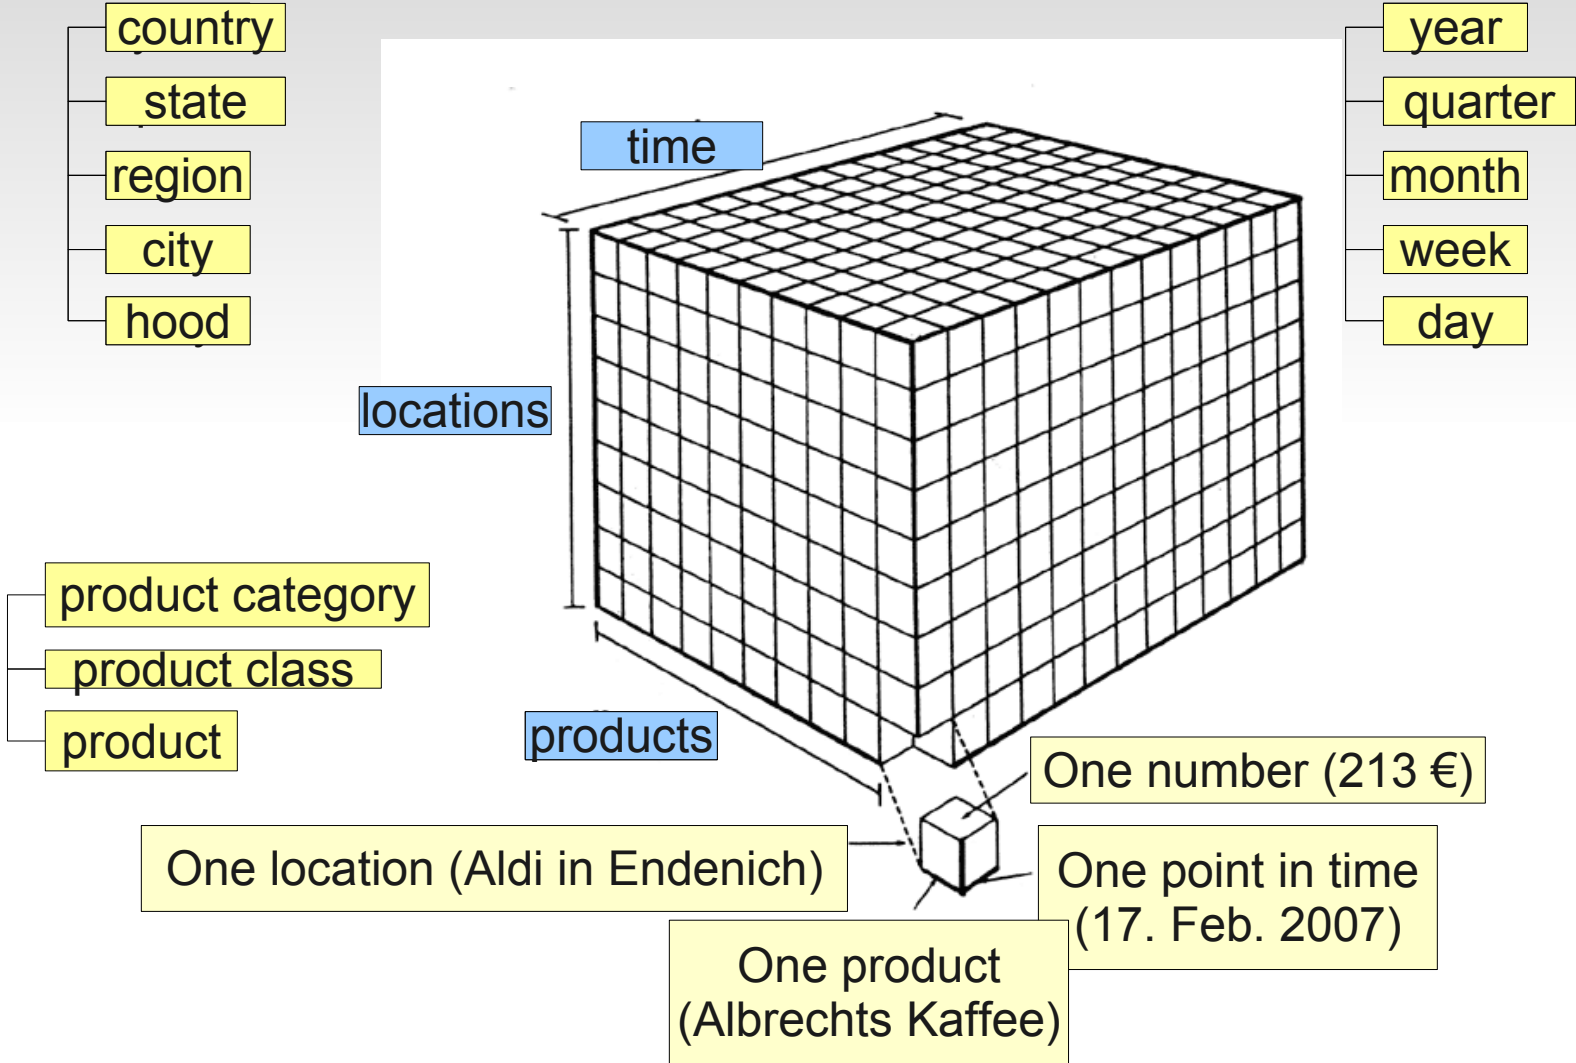 country
state
region
city
hood
year
quarter
month
week
day
time
locations
product category
product class
product
products
One number (213 €)
One location (Aldi in Endenich)
One point in time
(17. Feb. 2007)
One product
(Albrechts Kaffee)